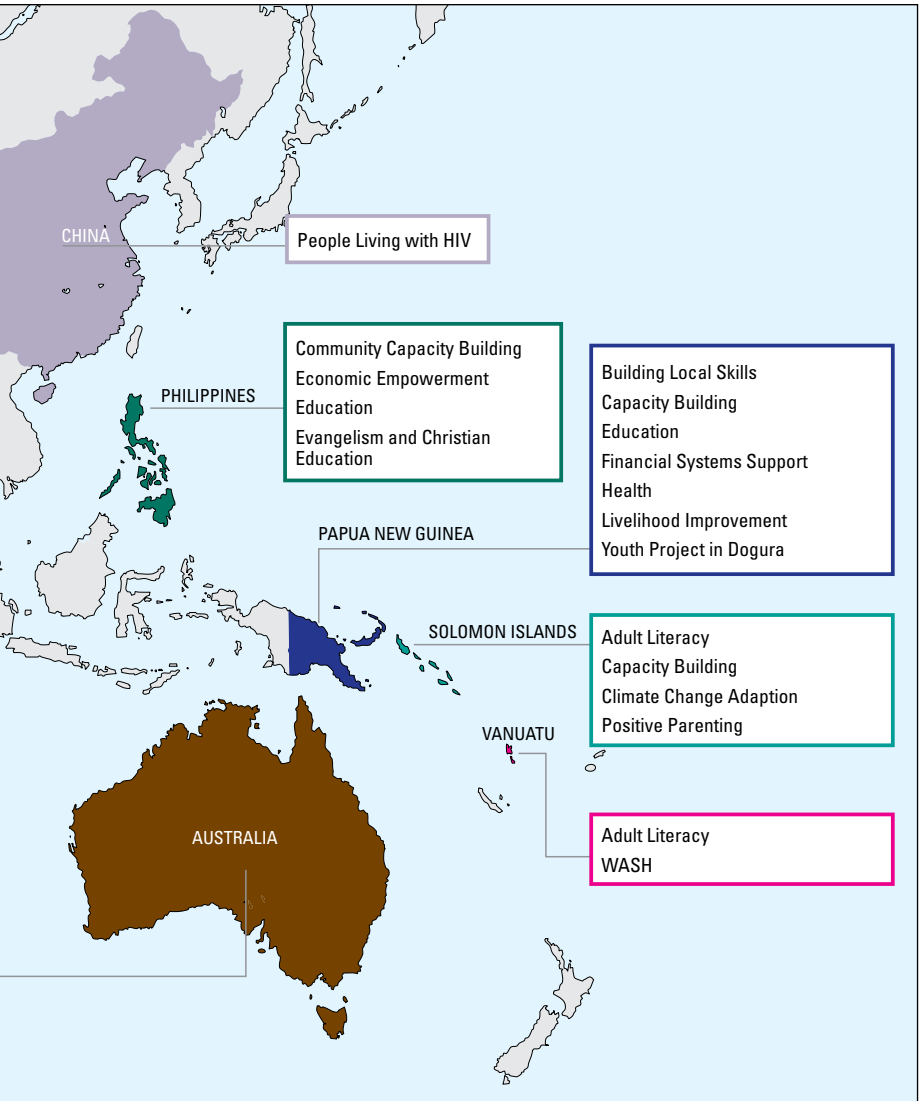 CHINA
People Living with HIV
PHILIPPINES
Community Capacity Building
Economic Empowerment
Education
Evangelism and Christian
Education
PAPUA NEW GUINEA
Building Local Skills
Capacity Building
Education
Financial Systems Support
Health
Livelihood Improvement
Youth Project in Dogura
SOLOMON ISLANDS
Adult Literacy
Capacity Building
Climate Change Adaption
Positive Parenting
VANUATU
Adult Literacy
WASH
AUSTRALIA